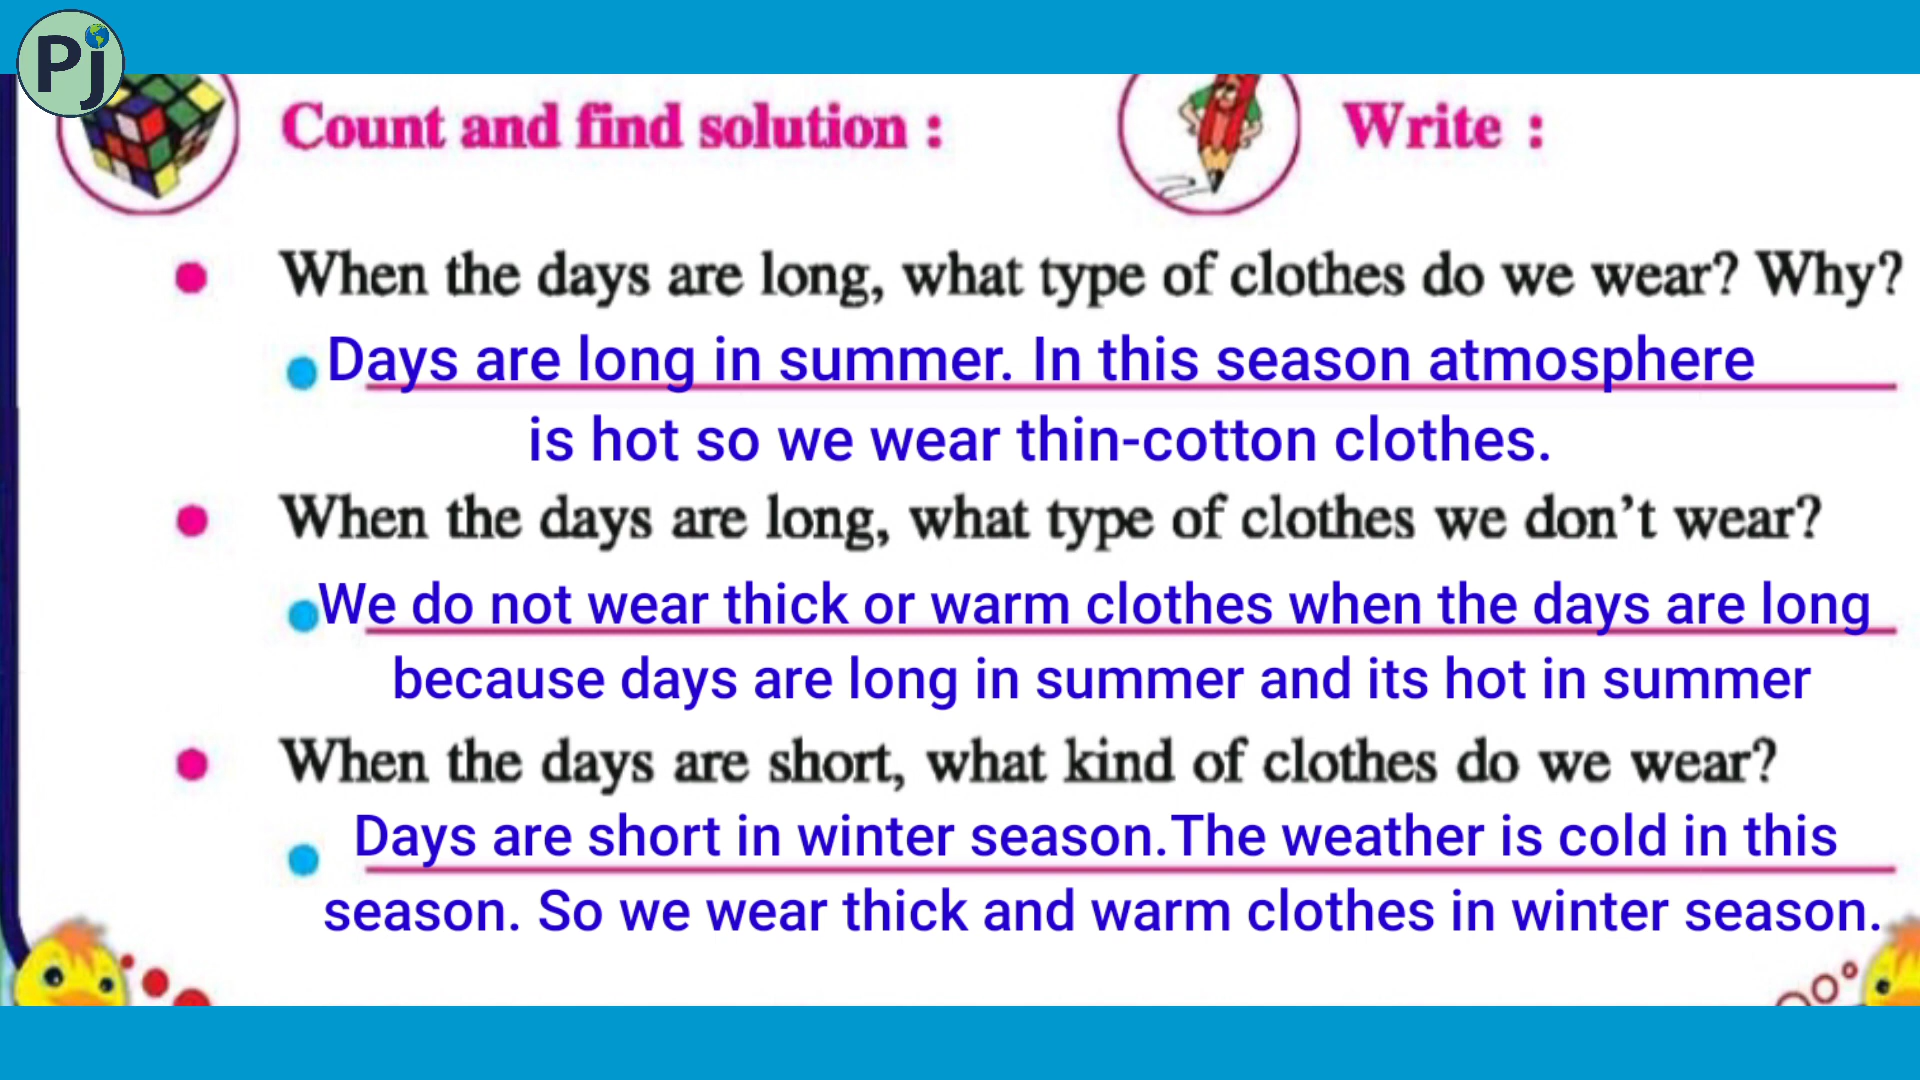 Pj
Count and find solution :
Write :
When the days are long, what type of clothes do we wear? Why?
Days are long in summer. In this season atmosphere
is hot so we wear thin-cotton clothes.
When the days are long, what type of clothes we don't wear?
We do not wear thick or warm clothes when the days are long
because days are long in summer and its hot in summer
When the days are short, what kind of clothes do we wear?
Days are short in winter season.The weather is cold in this
season. So we wear thick and warm clothes in winter season.